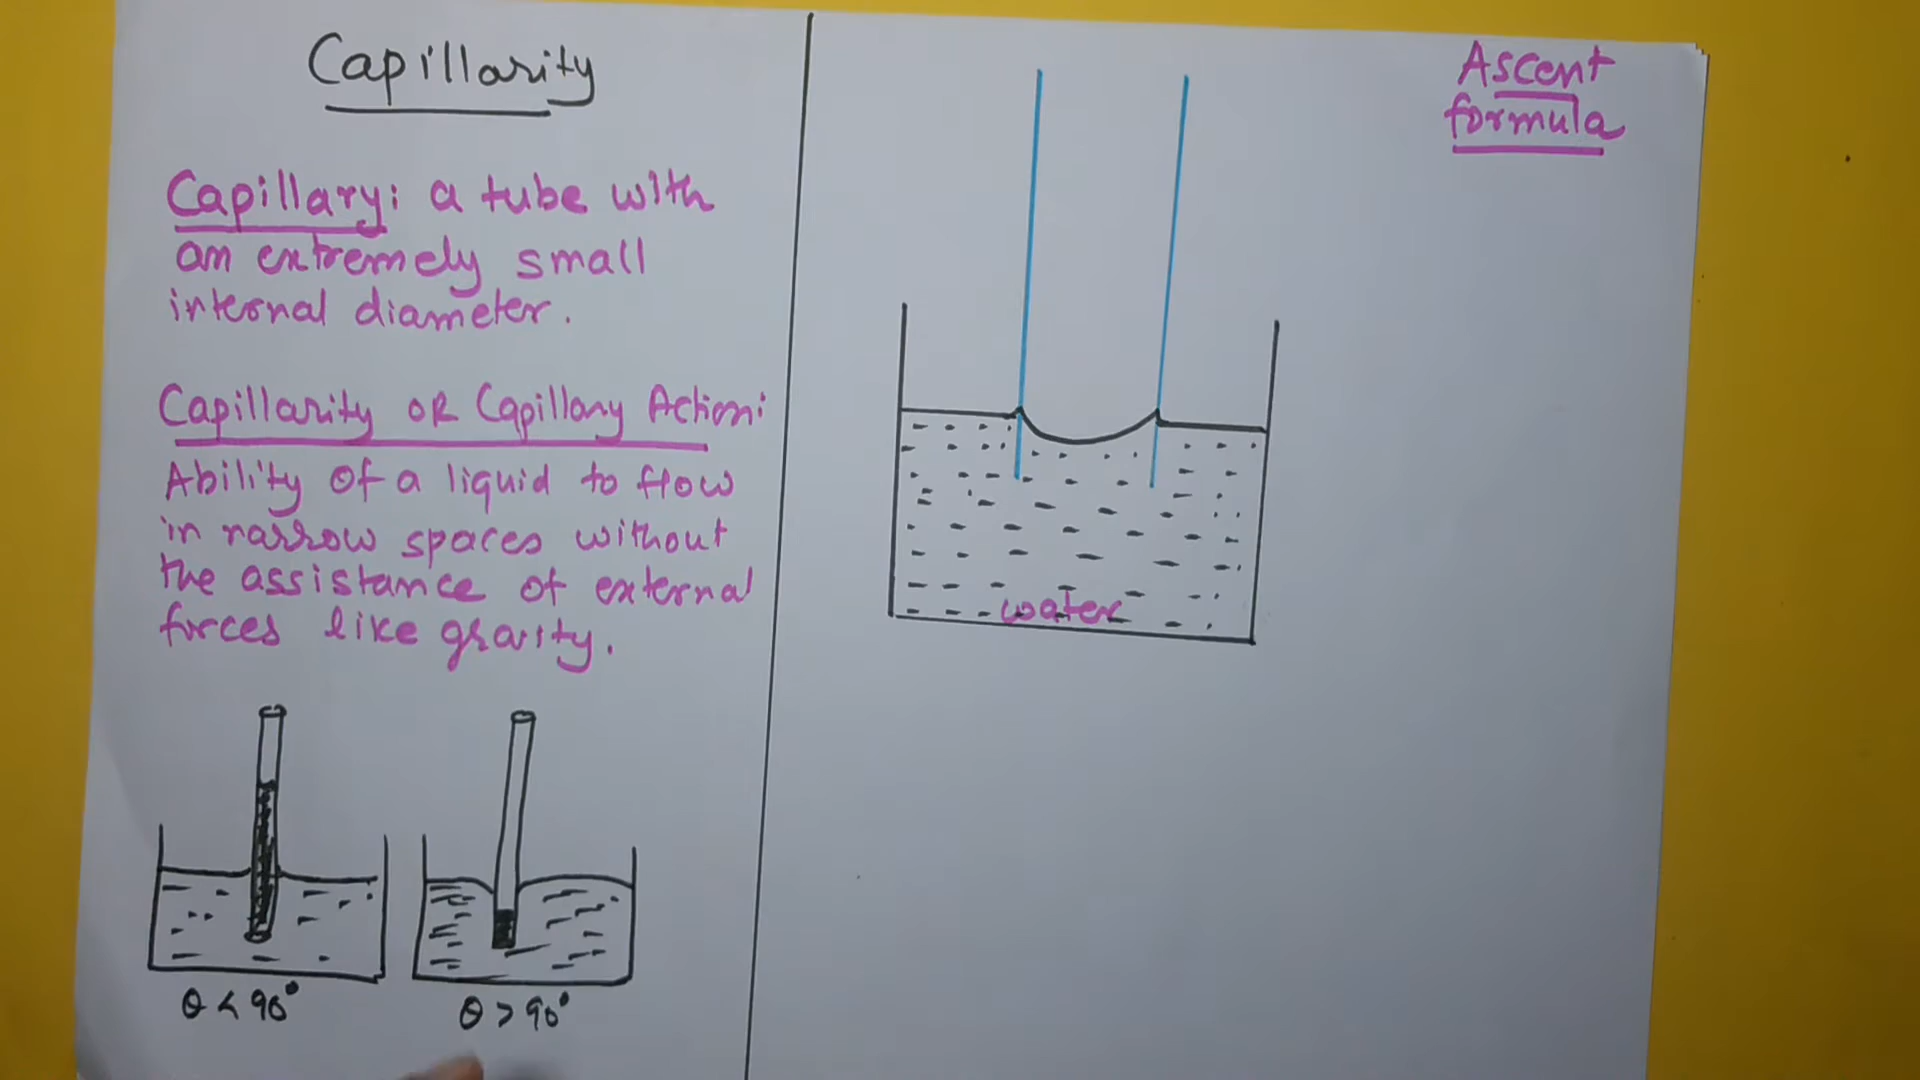 Capillarity
Capillary: a tube with
an extremely small
internal diameter.
Capillarity OR Capillary Action:
Ability of a liquid to flow
in narrow spaces without
the assistance of external
forces like gravity.
θ < 90°
θ > 90°
Ascent
formula
water